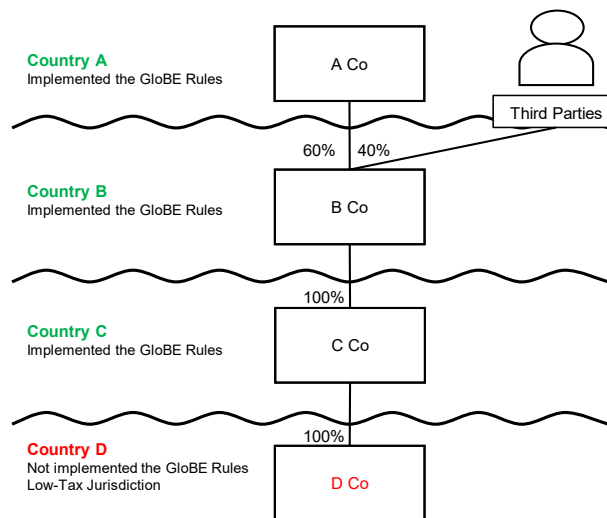 Country A
Implemented the GloBE Rules
A Co
Third Parties
60%
40%
Country B
Implemented the GloBE Rules
B Co
100%
Country C
Implemented the GloBE Rules
C Co
100%
Country D
Not implemented the GloBE Rules
Low-Tax Jurisdiction
D Co